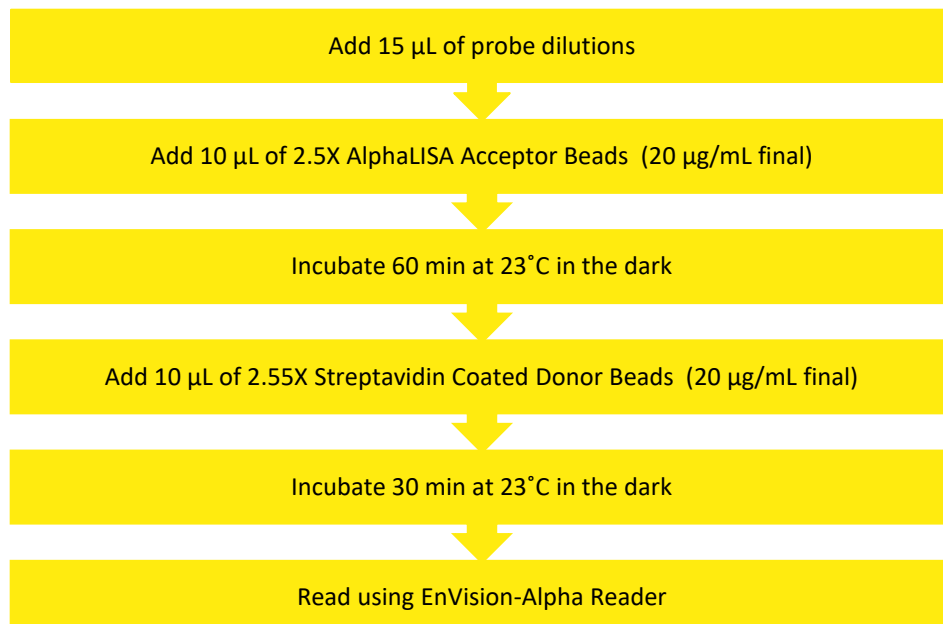 Add 15 µL of probe dilutions
Add 10 µL of 2.5X AlphaLISA Acceptor Beads  (20 µg/mL final)
Incubate 60 min at 23˚C in the dark
Add 10 µL of 2.55X Streptavidin Coated Donor Beads  (20 µg/mL final)
Incubate 30 min at 23˚C in the dark
Read using EnVision-Alpha Reader